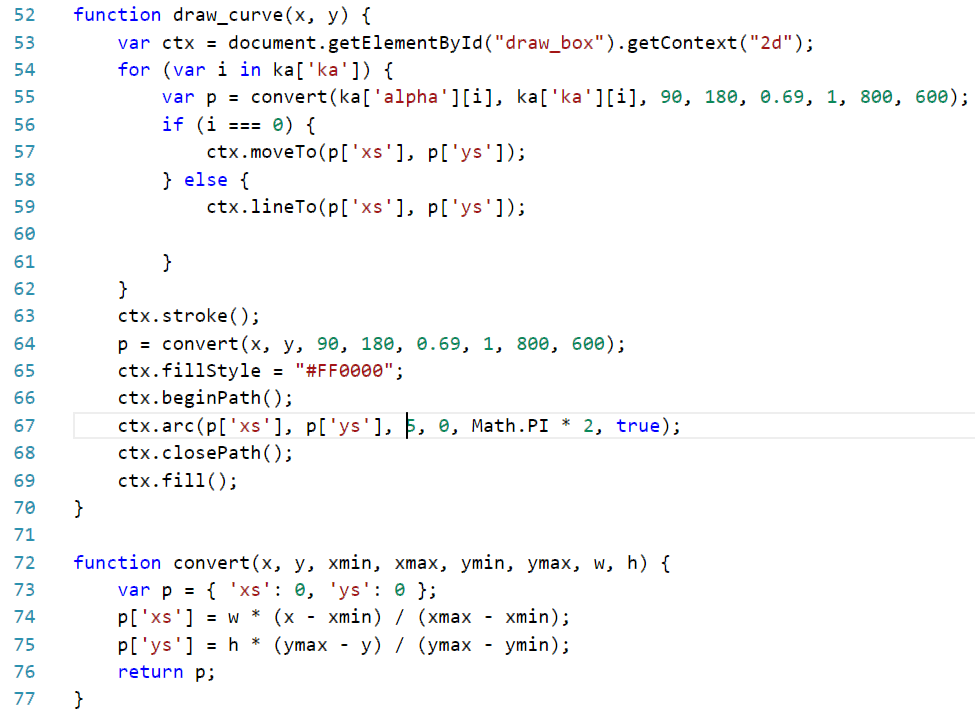 52 function draw_curve(x, y) {
53     var ctx = document.getElementById("draw_box").getContext("2d");
54     for (var i in ka['ka']) {
55         var p = convert(ka['alpha'][i], ka['ka'][i], 90, 180, 0.69, 1, 800, 600);
56         if (i === 0) {
57             ctx.moveTo(p['xs'], p['ys']);
58         } else {
59             ctx.lineTo(p['xs'], p['ys']);
60
61         }
62     }
63     ctx.stroke();
64     p = convert(x, y, 90, 180, 0.69, 1, 800, 600);
65     ctx.fillStyle = "#FF0000";
66     ctx.beginPath();
67     ctx.arc(p['xs'], p['ys'], 5, 0, Math.PI * 2, true);
68     ctx.closePath();
69     ctx.fill();
70 }
71
72 function convert(x, y, xmin, xmax, ymin, ymax, w, h) {
73     var p = { 'xs': 0, 'ys': 0 };
74     p['xs'] = w * (x - xmin) / (xmax - xmin);
75     p['ys'] = h * (ymax - y) / (ymax - ymin);
76     return p;
77 }